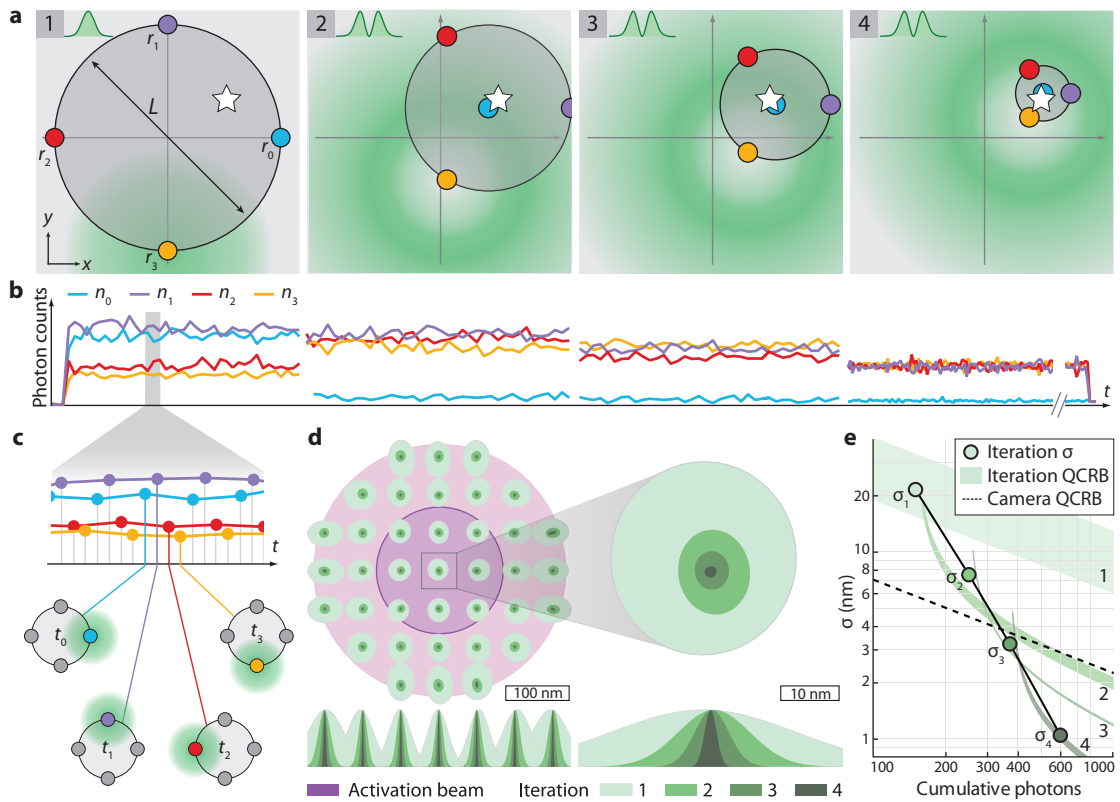 a
1
2
3
4
r1
L
r2
r0
y
x
r3
b
n0 n1 n2 n3
Photon counts
t
c
t
t0
t3
t1
t2
d
100 nm
10 nm
Activation beam Iteration 1 2 3 4
e
Iteration σ
Iteration QCRB
Camera QCRB
σ (nm)
20
10
8
6
4
3
2
1
σ1
σ2
σ3
σ4
1
2
3
4
100 200 300 400 600 1000
Cumulative photons